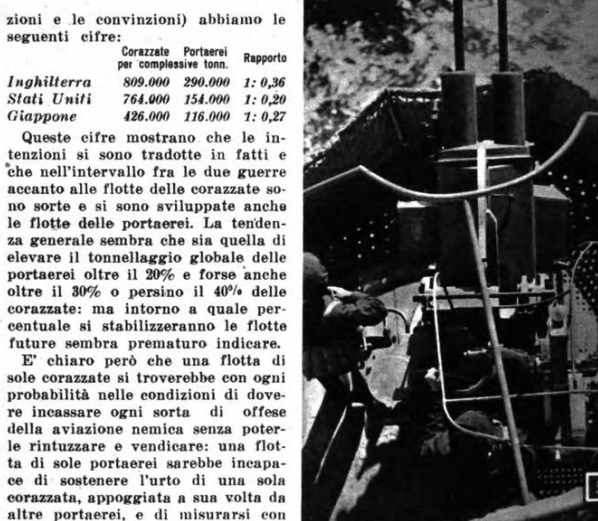 zioni e le convinzioni) abbiamo le
seguenti cifre:
Corazzate Portaerei Rapporto
per complessive tonn.
Inghilterra 809.000 290.000 1: 0,36
Stati Uniti 764.000 154.000 1: 0,20
Giappone 426.000 116.000 1: 0,27
Queste cifre mostrano che le in-
tenzioni si sono tradotte in fatti e
che nell'intervallo fra le due guerre
accanto alle flotte delle corazzate so-
no sorte e si sono sviluppate anche
le flotte delle portaerei. La tenden-
za generale sembra che sia quella di
elevare il tonnellaggio globale delle
portaerei oltre il 20% e forse anche
oltre il 30% o persino il 40% delle
corazzate: ma intorno a quale per-
centuale si stabilizzeranno le flotte
future sembra prematuro indicare.
E' chiaro però che una flotta di
sole corazzate si troverebbe con ogni
probabilità nelle condizioni di dove-
re incassare ogni sorta di offese
della aviazione nemica senza poter-
le rintuzzare e vendicare: una flot-
ta di sole portaerei sarebbe incapa-
ce di sostenere l'urto di una sola
corazzata, appoggiata a sua volta da
altre portaerei, e di misurarsi con